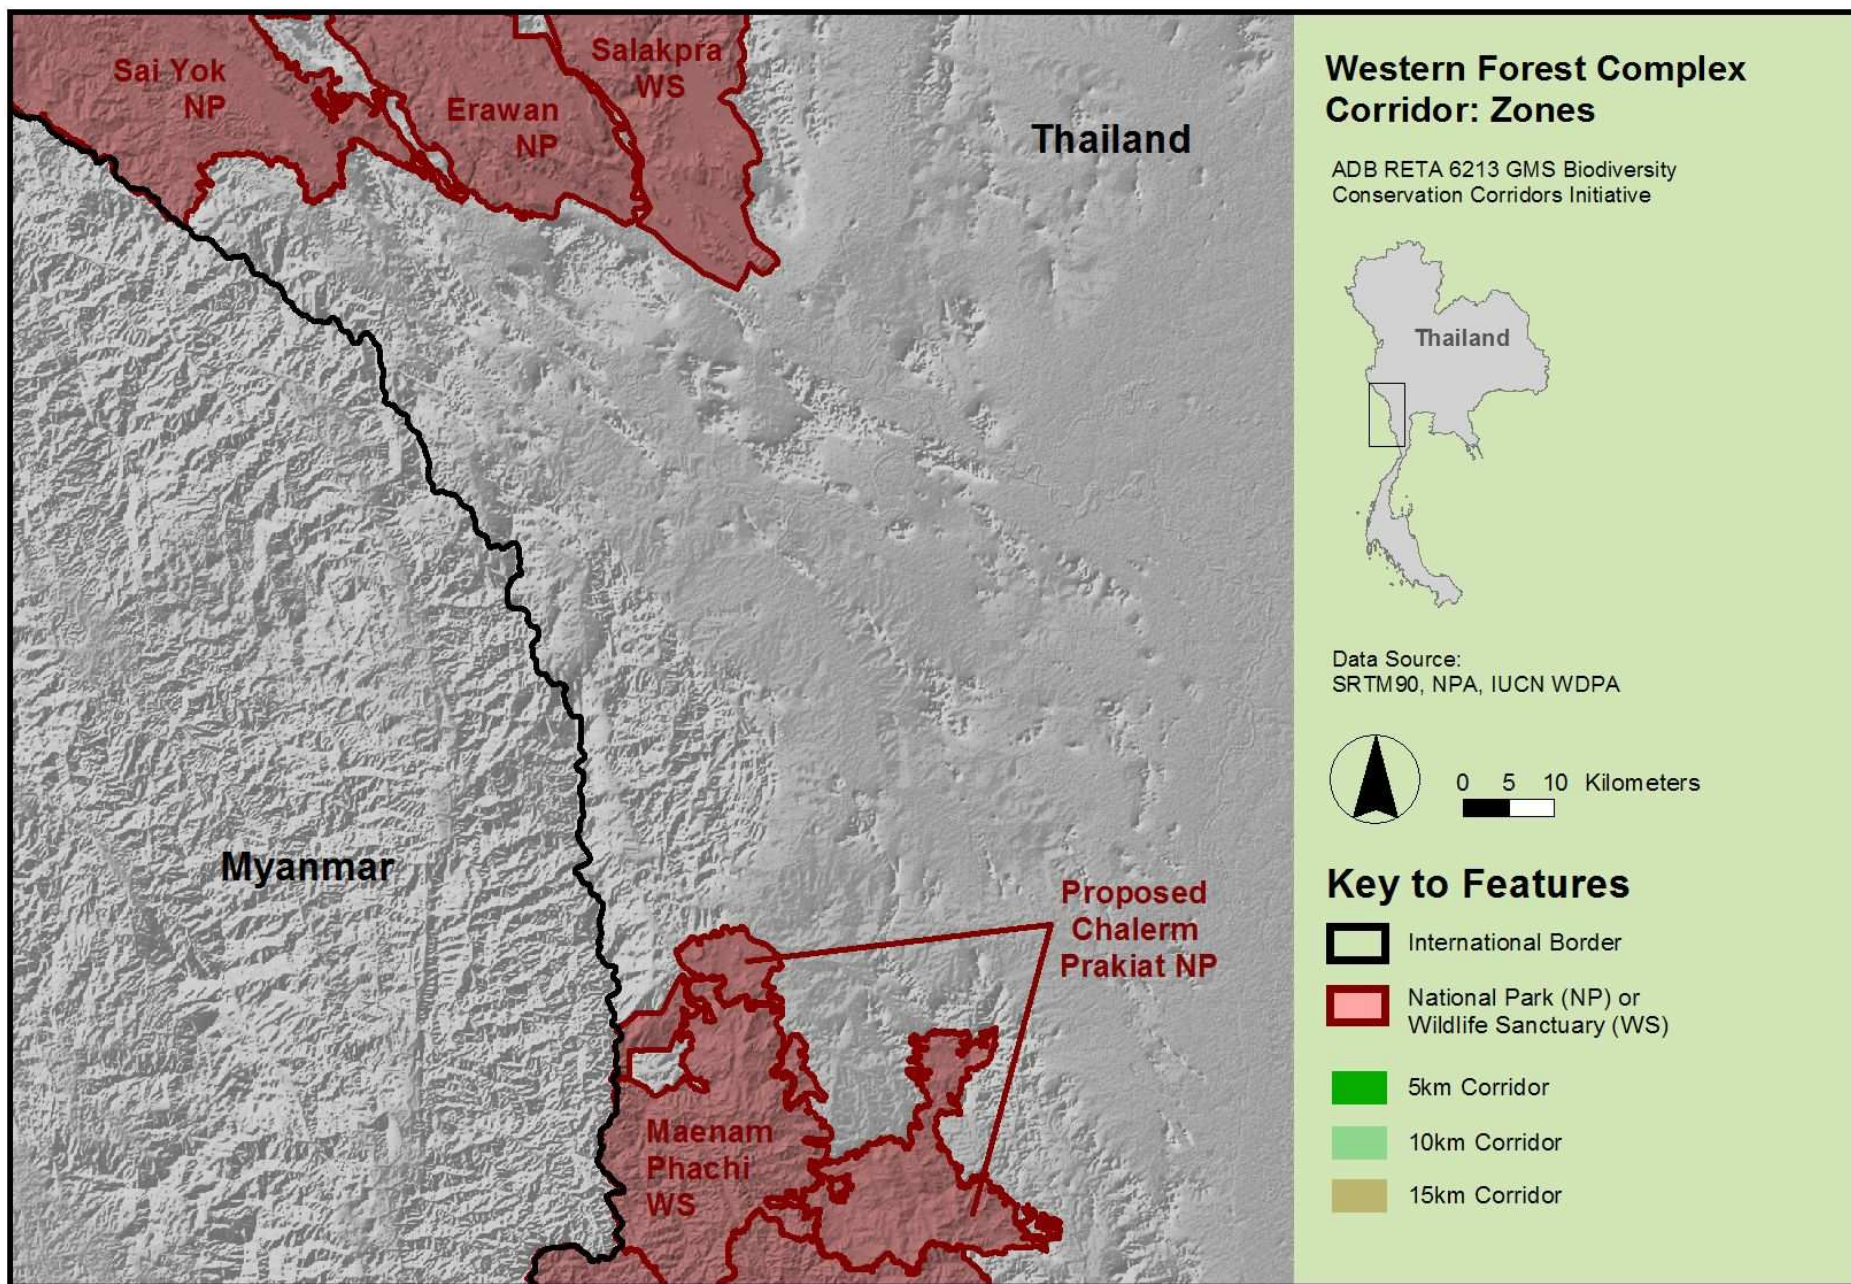 Sai Yok
NP
Erawan
NP
Salakpra
WS
Thailand
Myanmar
Proposed
Chalerm
Prakiat NP
Maenam
Phachi
WS
Western Forest Complex
Corridor: Zones
ADB RETA 6213 GMS Biodiversity
Conservation Corridors Initiative
Thailand
Data Source:
SRTM90, NPA, IUCN WDPA
0 5 10 Kilometers
Key to Features
International Border
National Park (NP) or
Wildlife Sanctuary (WS)
5km Corridor
10km Corridor
15km Corridor